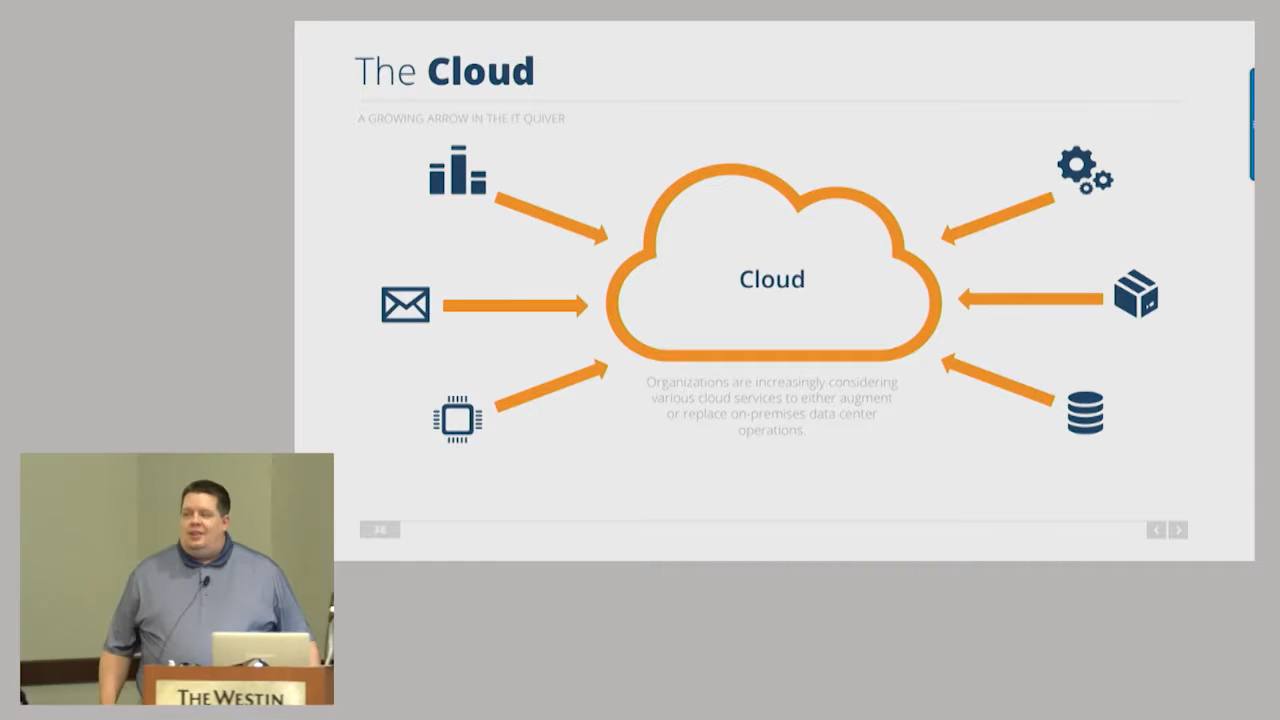 The Cloud
A GROWING ARROW IN THE IT QUIVER
Cloud
Organizations are increasingly considering
various cloud services to either augment
or replace on-premises data center
operations.
38
THE WESTIN